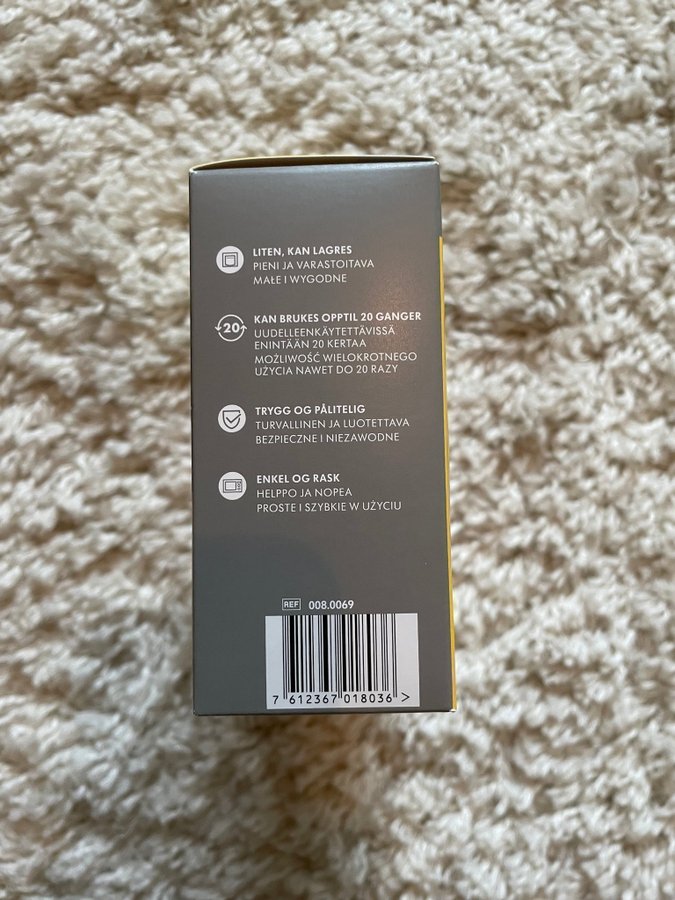 LITEN, KAN LAGRES
PIENI JA VARASTOITAVA
MAŁE I WYGODNE
20
KAN BRUKES OPPTIL 20 GANGER
UUDELLEENKÄYTETTÄVISSÄ
ENINTÄÄN 20 KERTAA
MOŻLIWOŚĆ WIELOKROTNEGO
UŻYCIA NAWET DO 20 RAZY
TRYGG OG PÅLITELIG
TURVALLINEN JA LUOTETTAVA
BEZPIECZNE I NIEZAWODNE
ENKEL OG RASK
HELPPO JA NOPEA
PROSTE I SZYBKIE W UŻYCIU
REF 008.0069
7 612367 018036 >